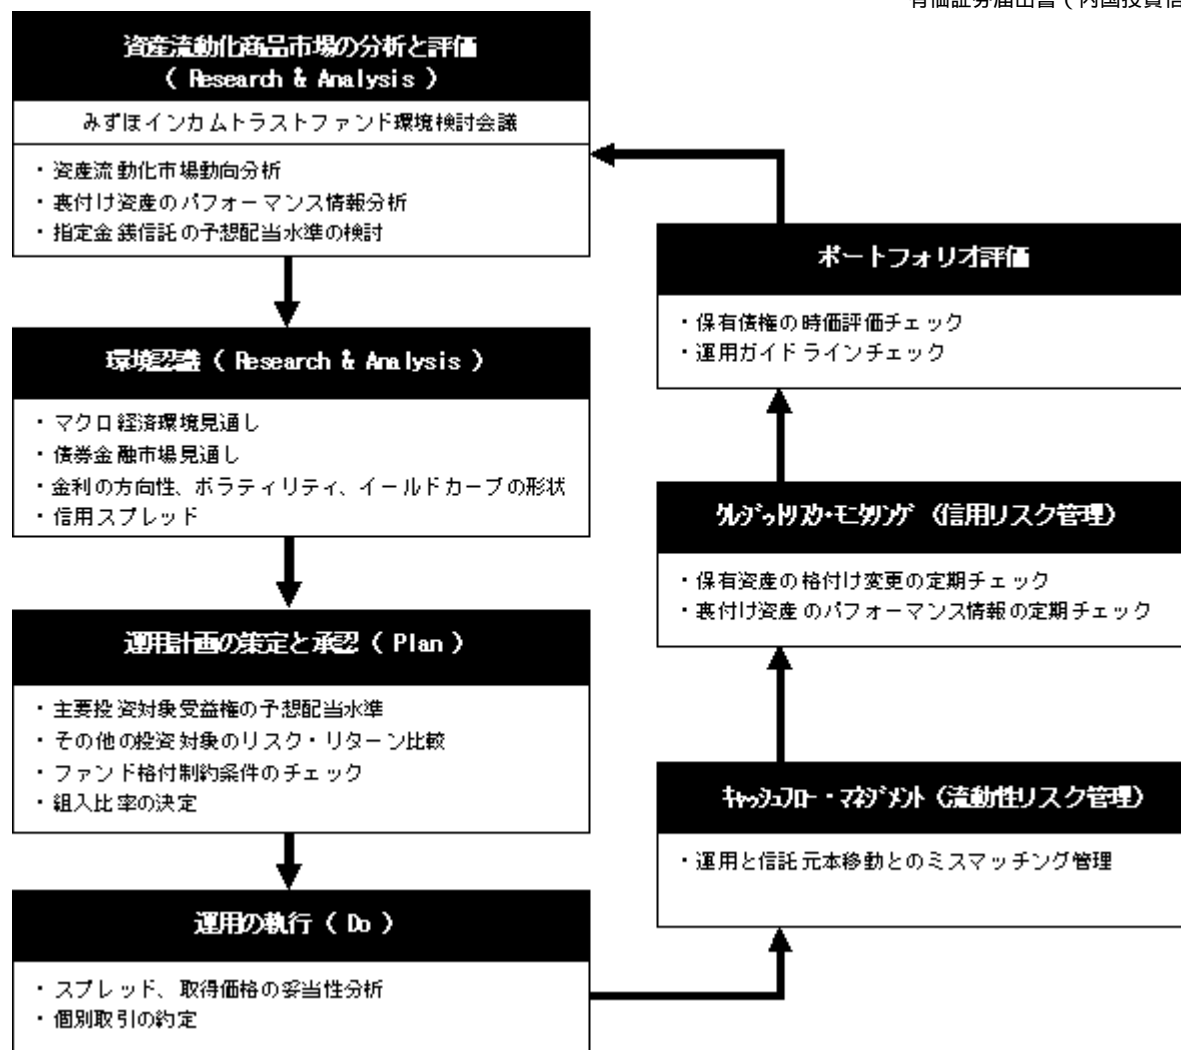 有価証券届出書（内国投資信
資産流動化商品市場の分析と評価
（ Research & Analysis ）
みずほインカムトラストファンド環境検討会議
・資産流動化市場動向分析
・裏付け資産のパフォーマンス情報分析
・指定金銭信託の予想配当水準の検討
環境認識（ Research & Analysis ）
・マクロ経済環境見通し
・債券金融市場見通し
・金利の方向性、ボラティリティ、イールドカーブの形状
・信用スプレッド
運用計画の策定と承認（ Plan ）
・主要投資対象受益権の予想配当水準
・その他の投資対象のリスク・リターン比較
・ファンド格付制約条件のチェック
・組入比率の決定
運用の執行（ Do ）
・スプレッド、取得価格の妥当性分析
・個別取引の約定
ポートフォリオ評価
・保有債権の時価評価チェック
・運用ガイドラインチェック
ｸﾚｼﾞｯﾄﾘｽｸ・ﾓﾆﾀﾘﾝｸﾞ（信用リスク管理）
・保有資産の格付け変更の定期チェック
・裏付け資産のパフォーマンス情報の定期チェック
ｷｬｯｼｭﾌﾛｰ・ﾏﾈｼﾞﾒﾝﾄ（流動性リスク管理）
・運用と信託元本移動とのミスマッチング管理